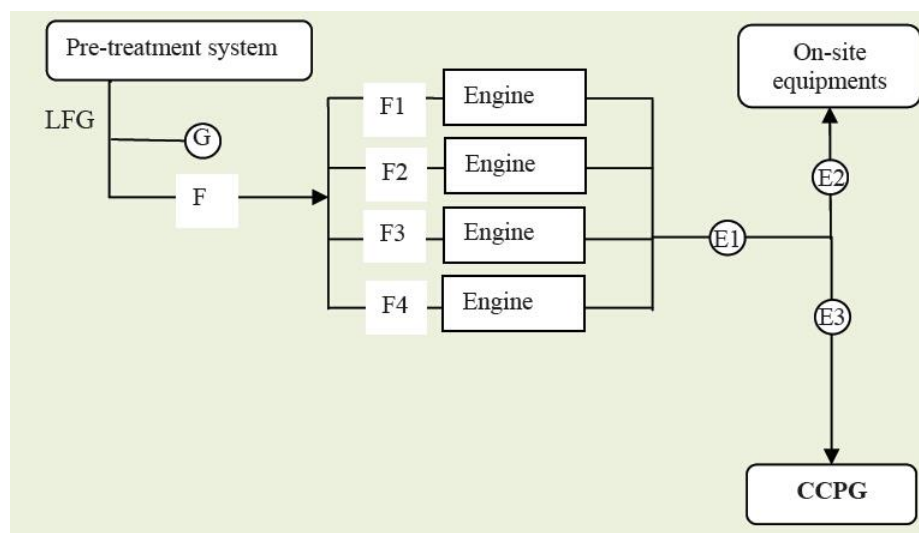 Pre-treatment system
LFG
G
F
F1
Engine
F2
Engine
F3
Engine
F4
Engine
E1
On-site
equipments
E2
E3
CCPG